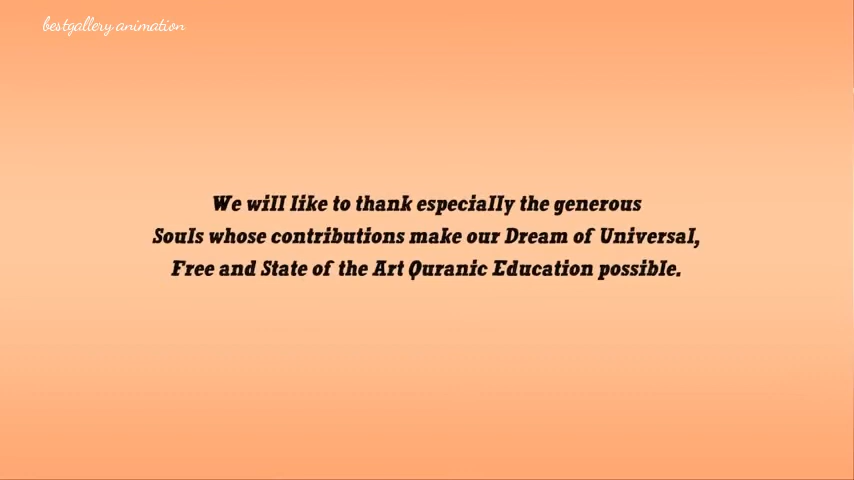 bestgallery animation
We will like to thank especially the generous
Souls whose contributions make our Dream of Universal,
Free and State of the Art Quranic Education possible.